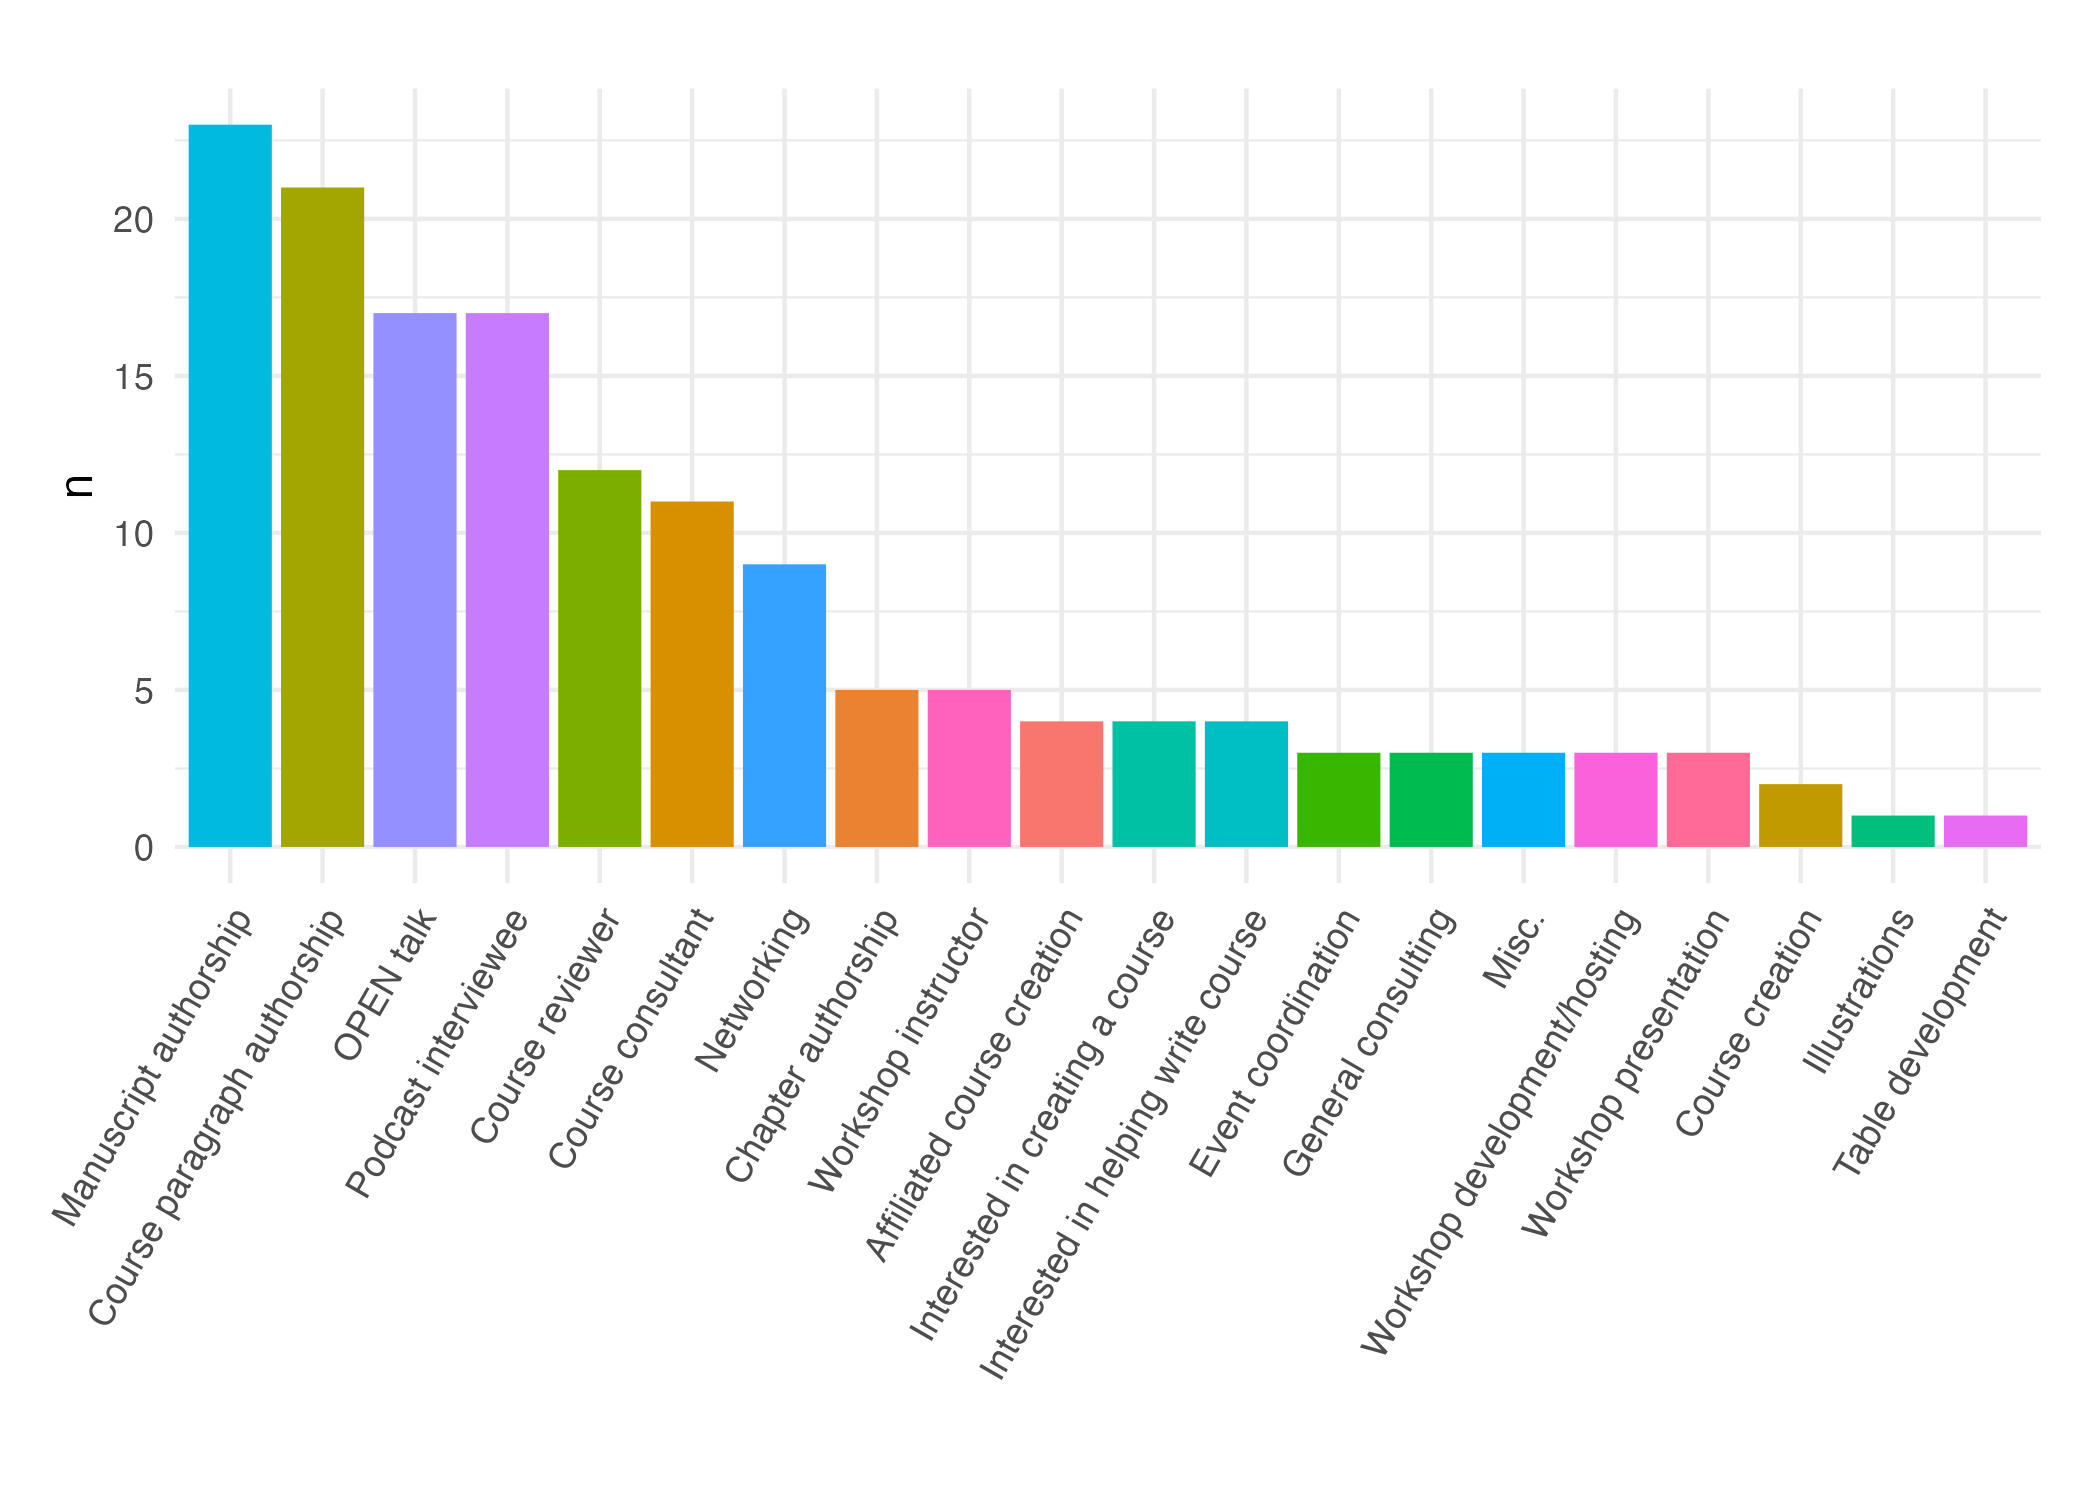 n
20
15
10
5
0
Manuscript authorship
Course paragraph authorship
OPEN talk
Podcast interviewee
Course reviewer
Course consultant
Networking
Chapter authorship
Workshop instructor
Affiliated course creation
Interested in creating a course
Interested in helping write course
Event coordination
General consulting
Misc.
Workshop development/hosting
Workshop presentation
Course creation
Illustrations
Table development